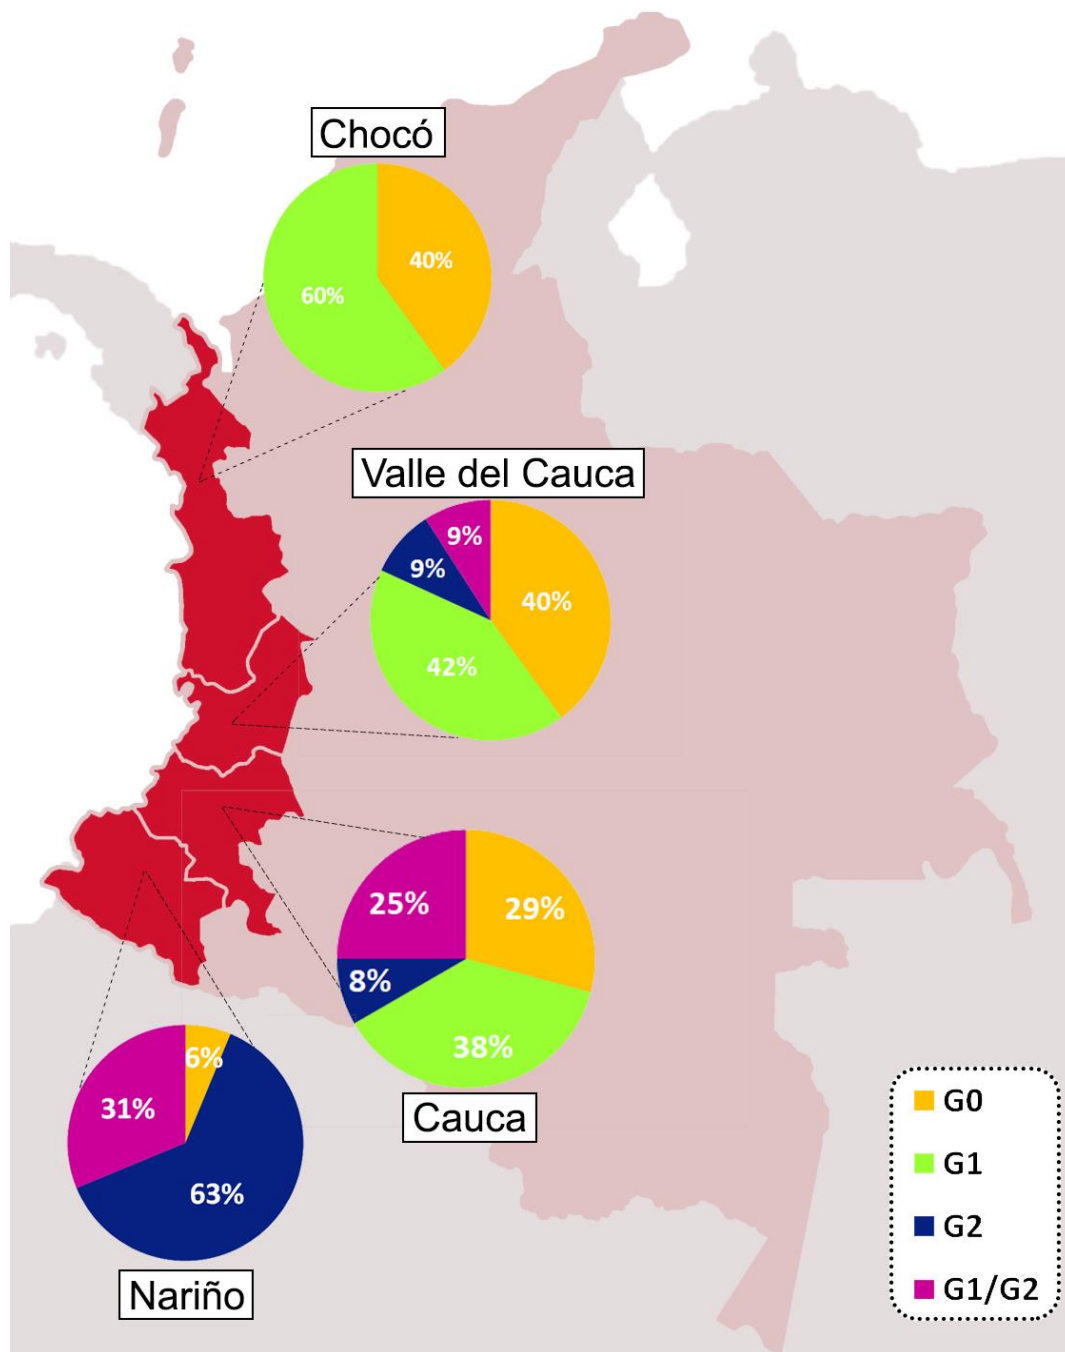 Chocó
40%
60%
Valle del Cauca
9%
9%
40%
42%
25%
29%
8%
38%
Cauca
6%
31%
63%
Nariño
G0
G1
G2
G1/G2